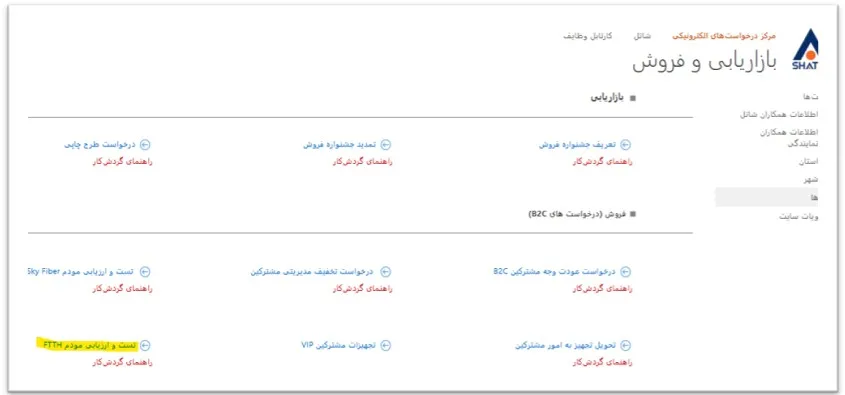 مرکز درخواست‌های الکترونیکی شاتل کارتابل وظایف
SHAT
بازاریابی و فروش
ت‌ها
اطلاعات همکاران شاتل
اطلاعات همکاران
نمایندگی
استان
شهر
ها
ویات سایت
بازاریابی
تعریف جشنواره فروش
راهنمای گردش‌کار
تمدید جشنواره فروش
راهنمای گردش‌کار
درخواست طرح چاپی
راهنمای گردش‌کار
فروش (درخواست های B2C)
درخواست عودت وجه مشترکین B2C
راهنمای گردش‌کار
درخواست تخفیف مدیریتی مشترکین
راهنمای گردش‌کار
تست و ارزیابی مودم Sky Fiber
راهنمای گردش‌کار
تحویل تجهیز به امور مشترکین
راهنمای گردش‌کار
تجهیزات مشترکین VIP
تست و ارزیابی مودم FTTH
راهنمای گردش‌کار